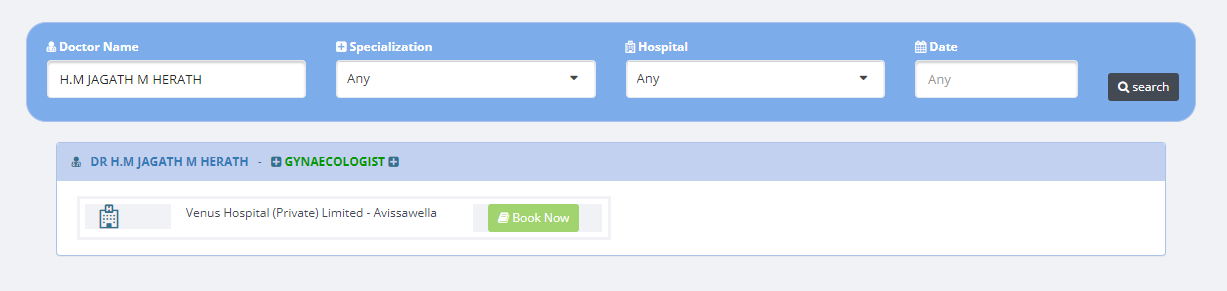 Doctor Name
Specialization
Hospital
Date
H.M JAGATH M HERATH
Any
Any
Any
search
DR H.M JAGATH M HERATH - GYNAECOLOGIST
Venus Hospital (Private) Limited - Avissawella
Book Now